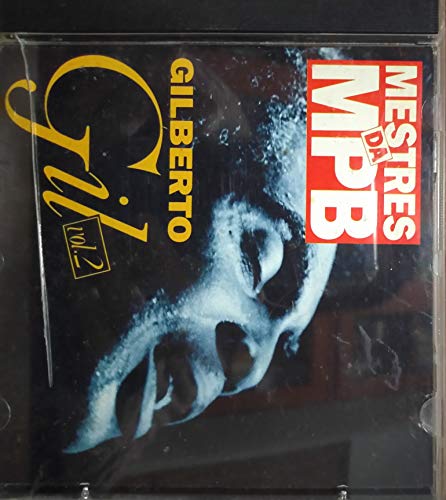 MESTRES
DA
MPB
GILBERTO
Gil
vol.2